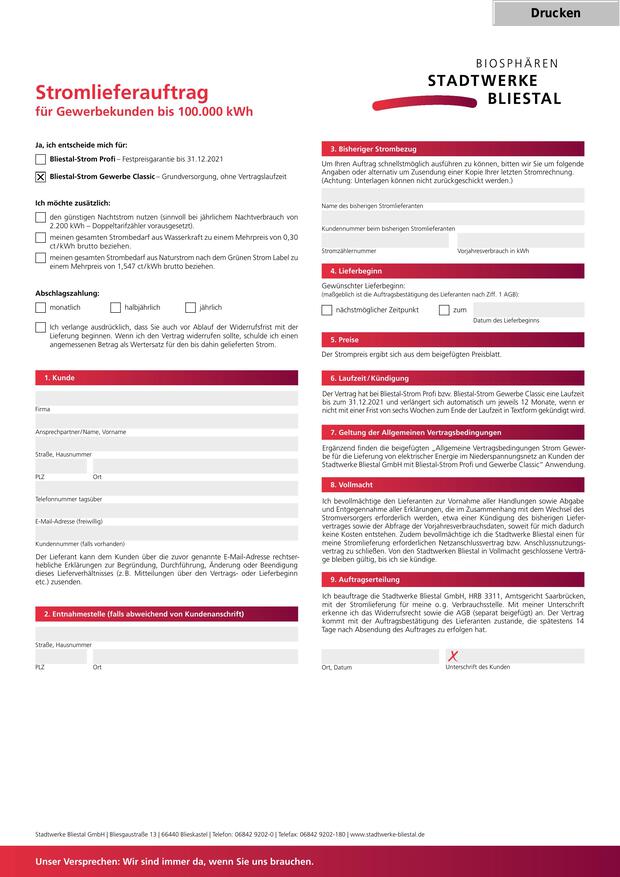 Drucken
BIOSPHÄREN
STADTWERKE
BLIESTAL
Stromlieferauftrag
für Gewerbekunden bis 100.000 kWh
Ja, ich entscheide mich für:
Bliestal-Strom Profi – Festpreisgarantie bis 31.12.2021
Bliestal-Strom Gewerbe Classic – Grundversorgung, ohne Vertragslaufzeit
Ich möchte zusätzlich:
den günstigen Nachtstrom nutzen (sinnvoll bei jährlichem Nachtverbrauch von
2.200 kWh – Doppeltarifzähler vorausgesetzt).
meinen gesamten Strombedarf aus Wasserkraft zu einem Mehrpreis von 0,30
ct/kWh brutto beziehen.
meinen gesamten Strombedarf aus Naturstrom nach dem Grünen Strom Label zu
einem Mehrpreis von 1,547 ct/kWh brutto beziehen.
Abschlagszahlung:
monatlich halbjährlich jährlich
Ich verlange ausdrücklich, dass Sie auch vor Ablauf der Widerrufsfrist mit der
Lieferung beginnen. Wenn ich den Vertrag widerrufen sollte, schulde ich einen
angemessenen Betrag als Wertersatz für den bis dahin gelieferten Strom.
1. Kunde
Firma
Ansprechpartner/Name, Vorname
Straße, Hausnummer
PLZ Ort
Telefonnummer tagsüber
E-Mail-Adresse (freiwillig)
Kundennummer (falls vorhanden)
Der Lieferant kann dem Kunden über die zuvor genannte E-Mail-Adresse rechtser-
hebliche Erklärungen zur Begründung, Durchführung, Änderung oder Beendigung
dieses Lieferverhältnisses (z.B. Mitteilungen über den Vertrags- oder Lieferbeginn
etc.) zusenden.
2. Entnahmestelle (falls abweichend von Kundenanschrift)
Straße, Hausnummer
PLZ Ort
3. Bisheriger Strombezug
Um Ihren Auftrag schnellstmöglich ausführen zu können, bitten wir Sie um folgende
Angaben oder alternativ um Zusendung einer Kopie Ihrer letzten Stromrechnung.
(Achtung: Unterlagen können nicht zurückgeschickt werden.)
Name des bisherigen Stromlieferanten
Kundennummer beim bisherigen Stromlieferanten
Stromzählernummer Vorjahresverbrauch in kWh
4. Lieferbeginn
Gewünschter Lieferbeginn:
(maßgeblich ist die Auftragsbestätigung des Lieferanten nach Ziff. 1 AGB):
nächstmöglicher Zeitpunkt zum
Datum des Lieferbeginns
5. Preise
Der Strompreis ergibt sich aus dem beigefügten Preisblatt.
6. Laufzeit/Kündigung
Der Vertrag hat bei Bliestal-Strom Profi bzw. Bliestal-Strom Gewerbe Classic eine Laufzeit
bis zum 31.12.2021 und verlängert sich automatisch um jeweils 12 Monate, wenn er
nicht mit einer Frist von sechs Wochen zum Ende der Laufzeit in Textform gekündigt wird.
7. Geltung der Allgemeinen Vertragsbedingungen
Ergänzend finden die beigefügten „Allgemeine Vertragsbedingungen Strom Gewer-
be für die Lieferung von elektrischer Energie im Niederspannungsnetz an Kunden der
Stadtwerke Bliestal GmbH mit Bliestal-Strom Profi und Gewerbe Classic" Anwendung.
8. Vollmacht
Ich bevollmächtige den Lieferanten zur Vornahme aller Handlungen sowie Abgabe
und Entgegennahme aller Erklärungen, die im Zusammenhang mit dem Wechsel des
Stromversorgers erforderlich werden, etwa einer Kündigung des bisherigen Liefer-
vertrages sowie der Abfrage der Vorjahresverbrauchsdaten, soweit für mich dadurch
keine Kosten entstehen. Zudem bevollmächtige ich die Stadtwerke Bliestal einen für
meine Stromlieferung erforderlichen Netzanschlussvertrag bzw. Anschlussnutzungs-
vertrag zu schließen. Von den Stadtwerken Bliestal in Vollmacht geschlossene Verträ-
ge bleiben gültig, bis ich sie kündige.
9. Auftragserteilung
Ich beauftrage die Stadtwerke Bliestal GmbH, HRB 3311, Amtsgericht Saarbrücken,
mit der Stromlieferung für meine o.g. Verbrauchsstelle. Mit meiner Unterschrift
erkenne ich das Widerrufsrecht sowie die AGB (separat beigefügt) an. Der Vertrag
kommt mit der Auftragsbestätigung des Lieferanten zustande, die spätestens 14
Tage nach Absendung des Auftrages zu erfolgen hat.
X
Ort, Datum Unterschrift des Kunden
Stadtwerke Bliestal GmbH | Bliesgaustraße 13 | 66440 Blieskastel | Telefon: 06842 9202-0 | Telefax: 06842 9202-180 | www.stadtwerke-bliestal.de
Unser Versprechen: Wir sind immer da, wenn Sie uns brauchen.